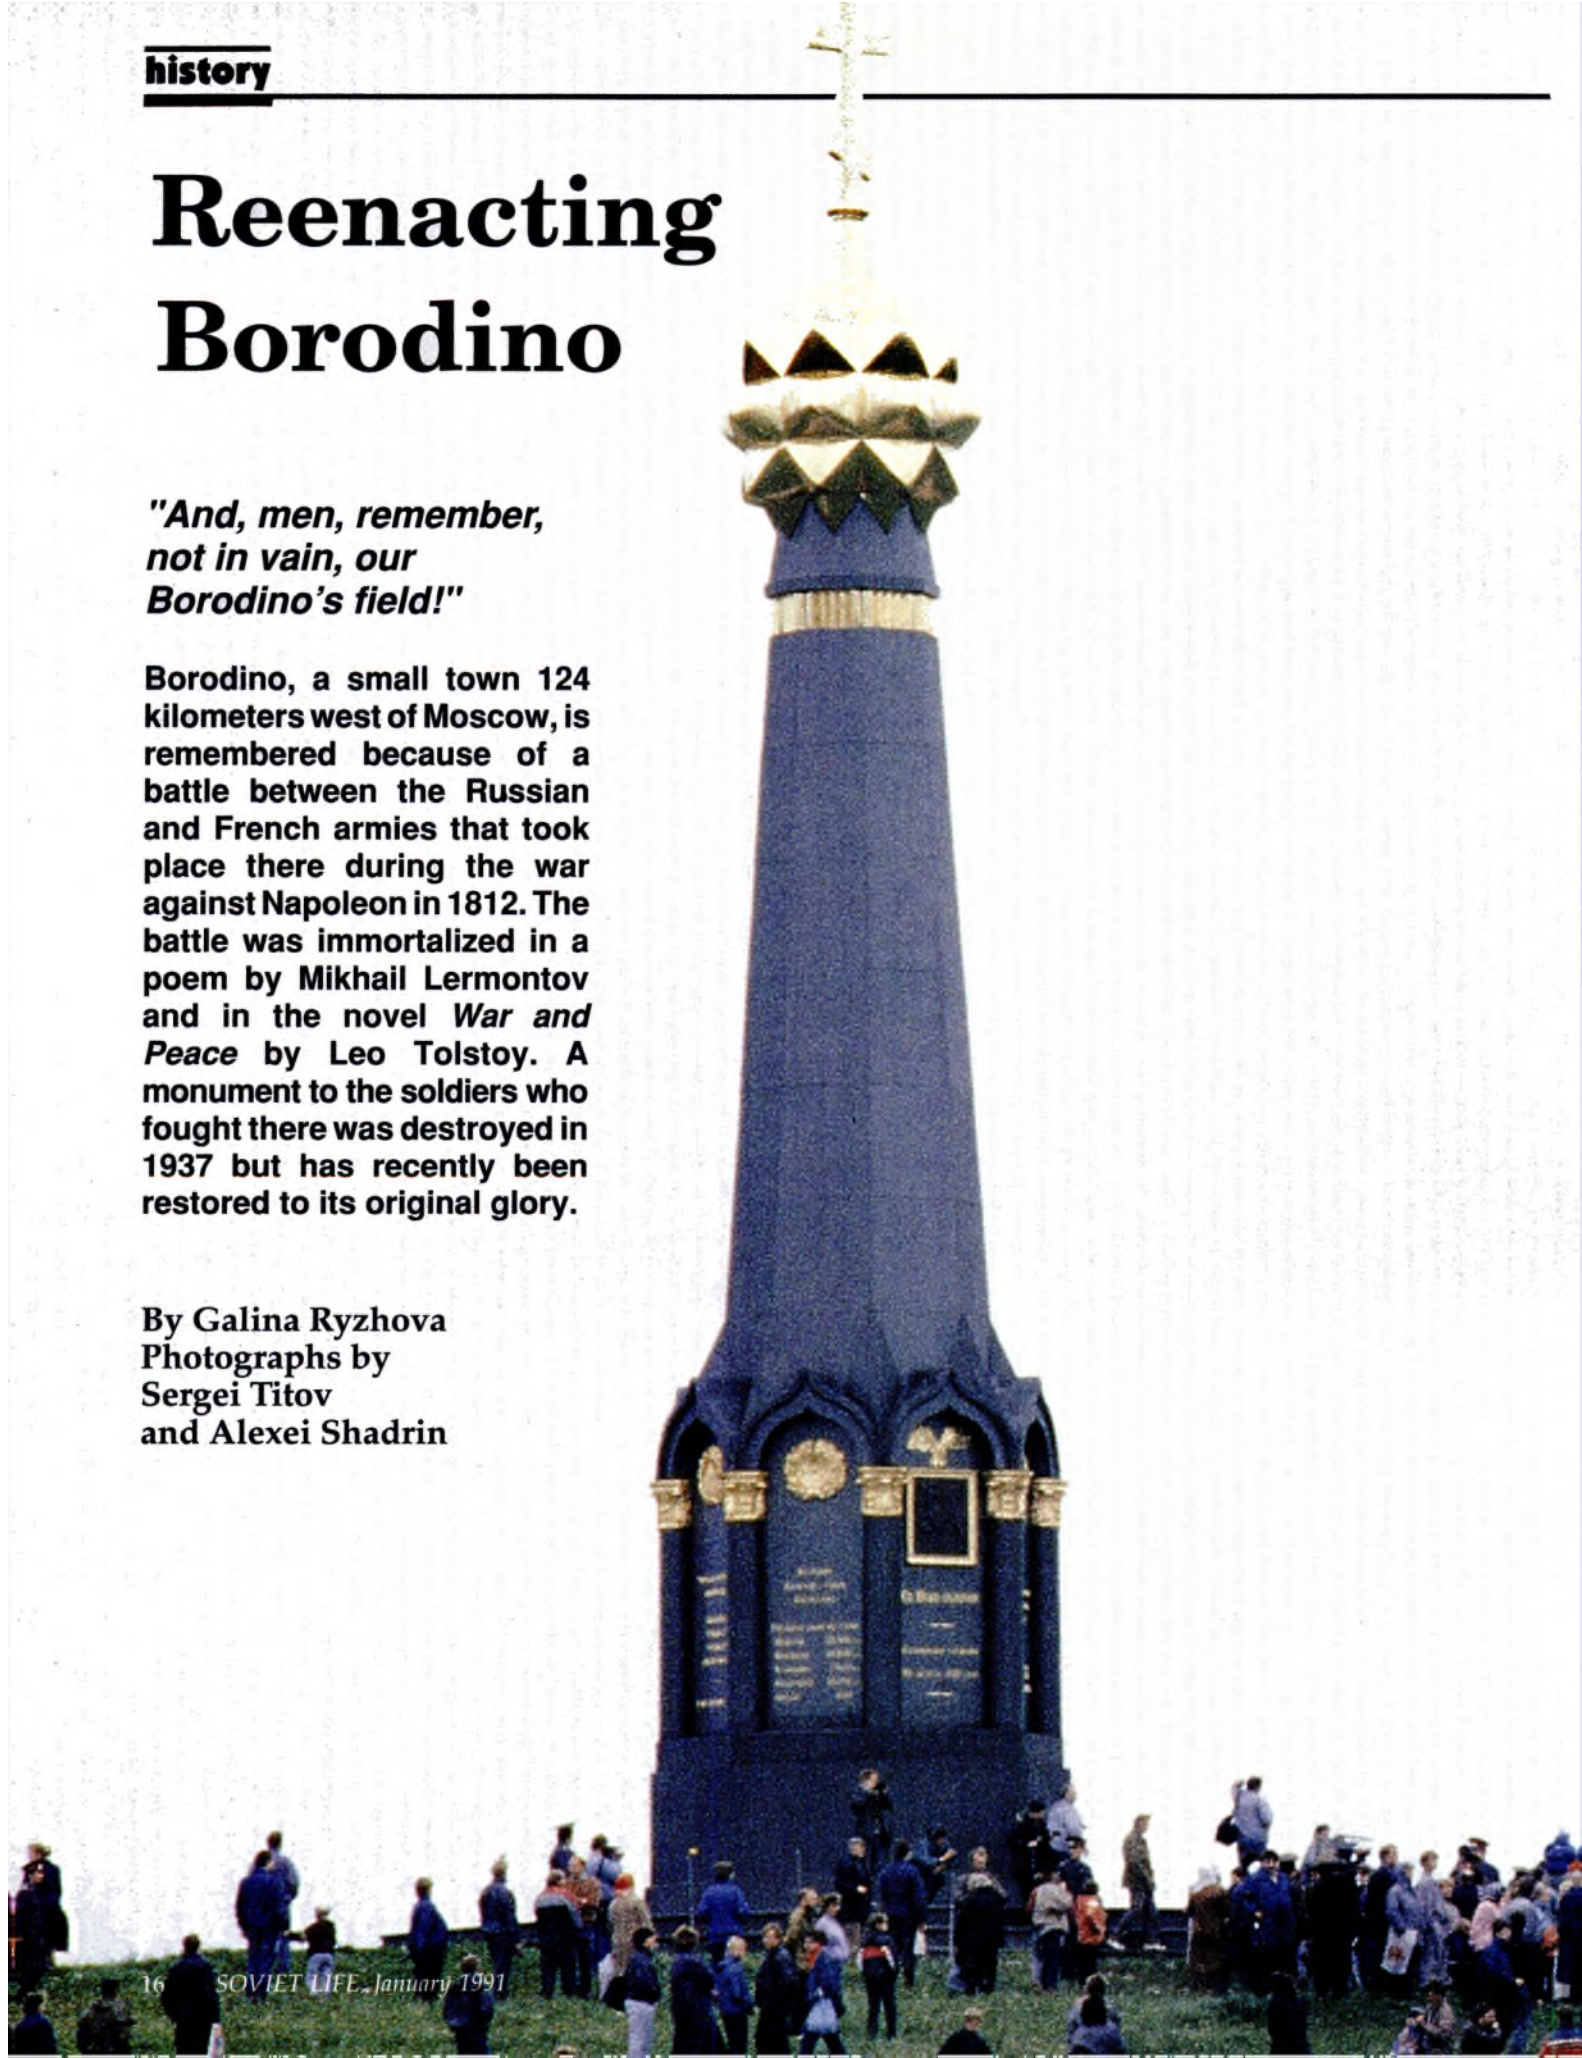 history
Reenacting
Borodino
"And, men, remember,
not in vain, our
Borodino's field!"
Borodino, a small town 124
kilometers west of Moscow, is
remembered because of a
battle between the Russian
and French armies that took
place there during the war
against Napoleon in 1812. The
battle was immortalized in a
poem by Mikhail Lermontov
and in the novel War and
Peace by Leo Tolstoy. A
monument to the soldiers who
fought there was destroyed in
1937 but has recently been
restored to its original glory.
By Galina Ryzhova
Photographs by
Sergei Titov
and Alexei Shadrin
16 SOVIET LIFE, January 1991